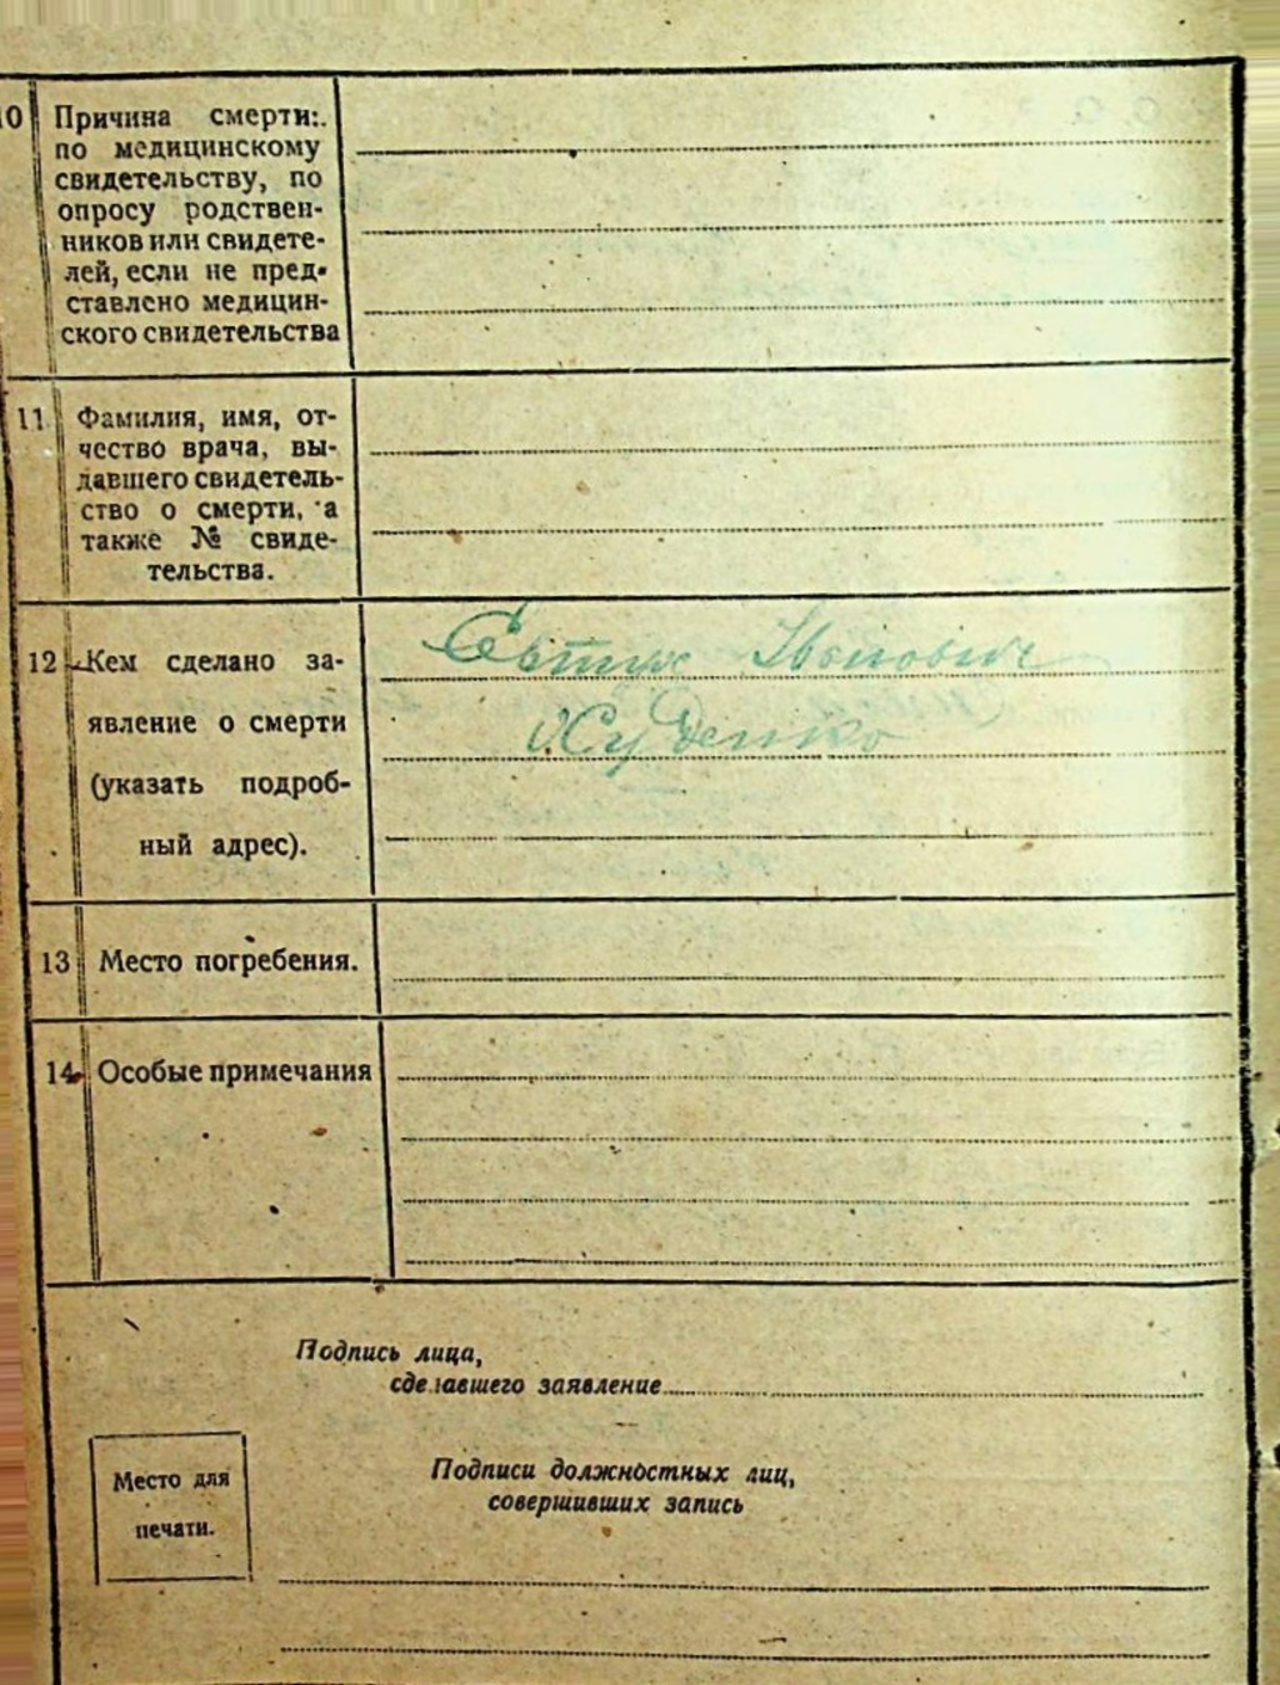 10 Причина смерти:
по медицинскому
свидетельству, по
опросу родствен-
ников или свидете-
лей, если не пред-
ставлено медицин-
ского свидетельства
11 Фамилия, имя, от-
чество врача, вы-
давшего свидетель-
ство о смерти, а
также № свиде-
тельства.
12 Кем сделано за-
явление о смерти
(указать подроб-
ный адрес).
Евтух Іванович
Худенко
13 Место погребения.
14 Особые примечания
Подпись лица,
сделавшего заявление
Место для
печати.
Подписи должностных лиц,
совершивших запись